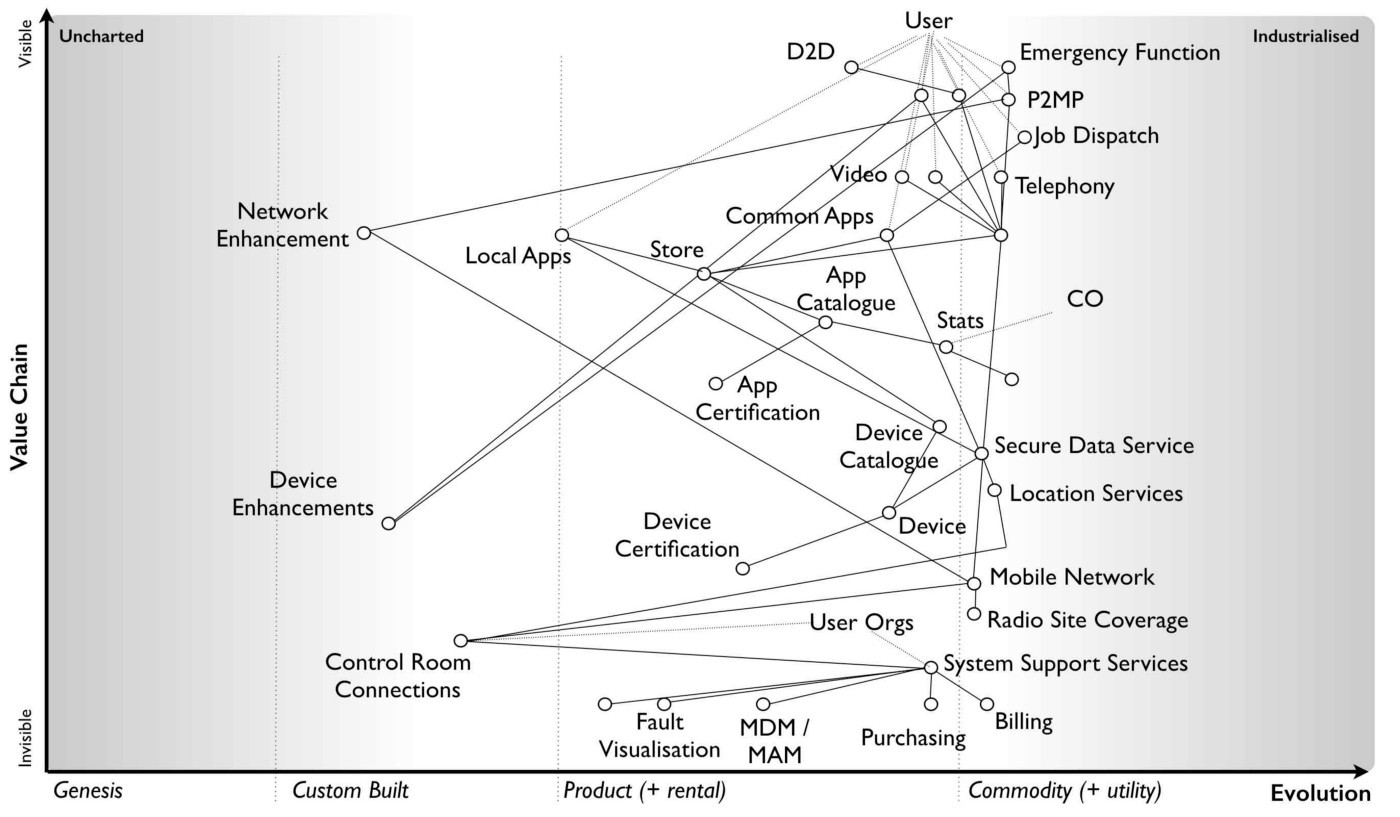 User
Visible
Uncharted
Industrialised
D2D
Emergency Function
P2MP
Job Dispatch
Video
Telephony
Network
Enhancement
Common Apps
Local Apps
Store
App
Catalogue
CO
Stats
App
Certification
Value Chain
Device
Catalogue
Secure Data Service
Device
Enhancements
Location Services
Device
Certification
Device
Mobile Network
User Orgs
Radio Site Coverage
Control Room
Connections
System Support Services
Invisible
Fault
Visualisation
MDM /
MAM
Purchasing
Billing
Genesis
Custom Built
Product (+ rental)
Commodity (+ utility)
Evolution